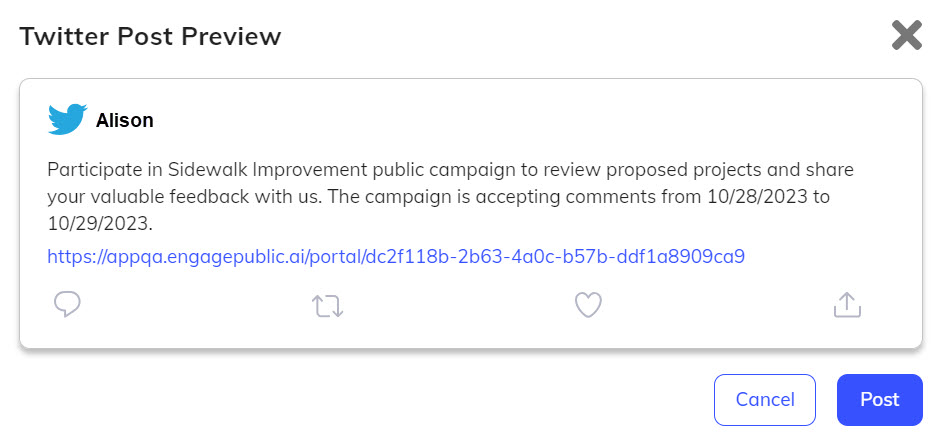 Twitter Post Preview
Alison
Participate in Sidewalk Improvement public campaign to review proposed projects and share
your valuable feedback with us. The campaign is accepting comments from 10/28/2023 to
10/29/2023.
https://appqa.engagepublic.ai/portal/dc2f118b-2b63-4a0c-b57b-ddf1a8909ca9
Cancel
Post